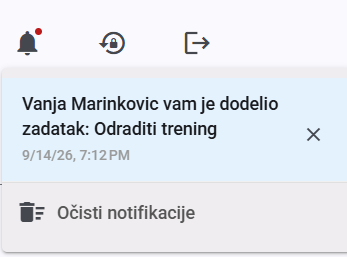 Vanja Marinkovic vam je dodelio
zadatak: Odraditi trening
9/14/26, 7:12 PM
Očisti notifikacije